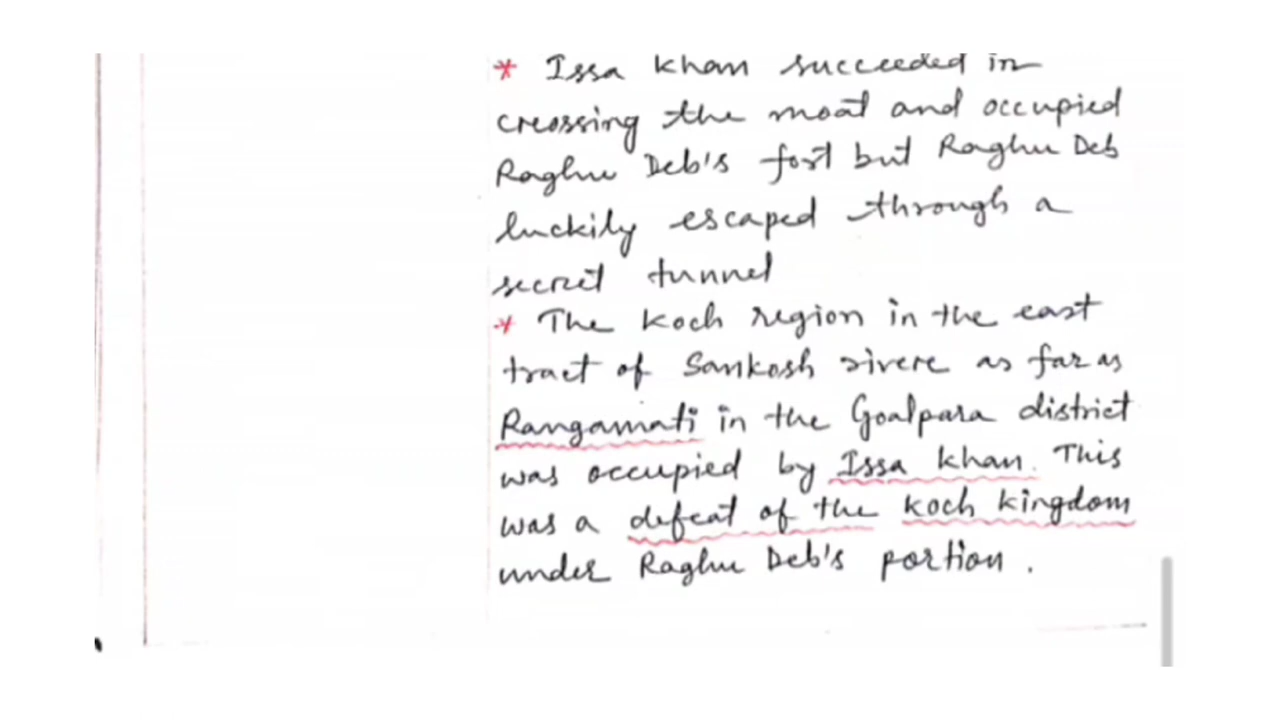 * Issa Khan succeeded in
crossing the moat and occupied
Raghu Deb's fort but Raghu Deb
luckily escaped through a
secret tunnel
* The Koch region in the east
tract of Sankosh river as far as
Rangamati in the Goalpara district
was occupied by Issa Khan. This
was a defeat of the Koch Kingdom
under Raghu Deb's portion.